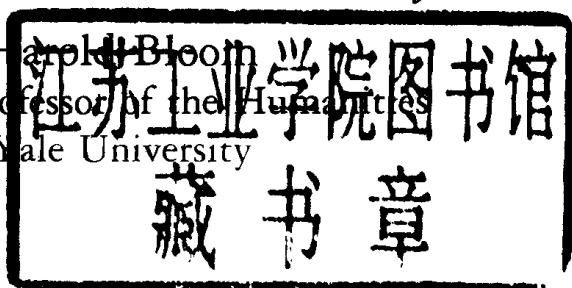 Harold Bloom
江苏工业学院图书馆
Professor of the Humanities
Yale University
藏书章